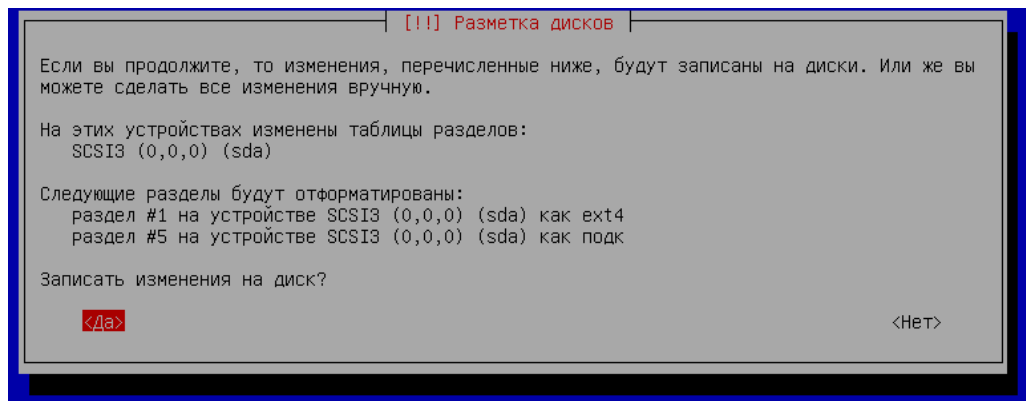 [!!] Разметка дисков
Если вы продолжите, то изменения, перечисленные ниже, будут записаны на диски. Или же вы
можете сделать все изменения вручную.
На этих устройствах изменены таблицы разделов:
SCSI3 (0,0,0) (sda)
Следующие разделы будут отформатированы:
раздел #1 на устройстве SCSI3 (0,0,0) (sda) как ext4
раздел #5 на устройстве SCSI3 (0,0,0) (sda) как подк
Записать изменения на диск?
<Да> <Нет>